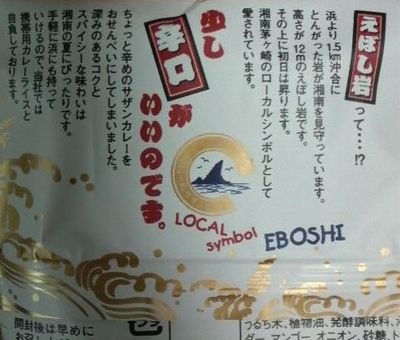 えぼし岩
って・・・!?
浜より1.5km沖合に
とんがった岩が湘南を見守っています。
高さが12mのえぼし岩です。
その上に初日は昇ります。
湘南茅ヶ崎のローカルシンボルとして
愛されています。
少し
辛口
が
いいのです。
LOCAL
symbol
EBOSHI
ちょっと辛めのサザンカレーを
おせんべいにしてしまいました。
深みのあるコクと
スパイシーな味わいは
湘南の夏にぴったりです。
手軽に浜にも持って
いけるので、当社では
携帯用カレーライスと
自負しております。
開封後は早めに
プラ
うるち米、植物油、発酵調味料、
ダー、マンゴー、オニオン、砂糖、ト